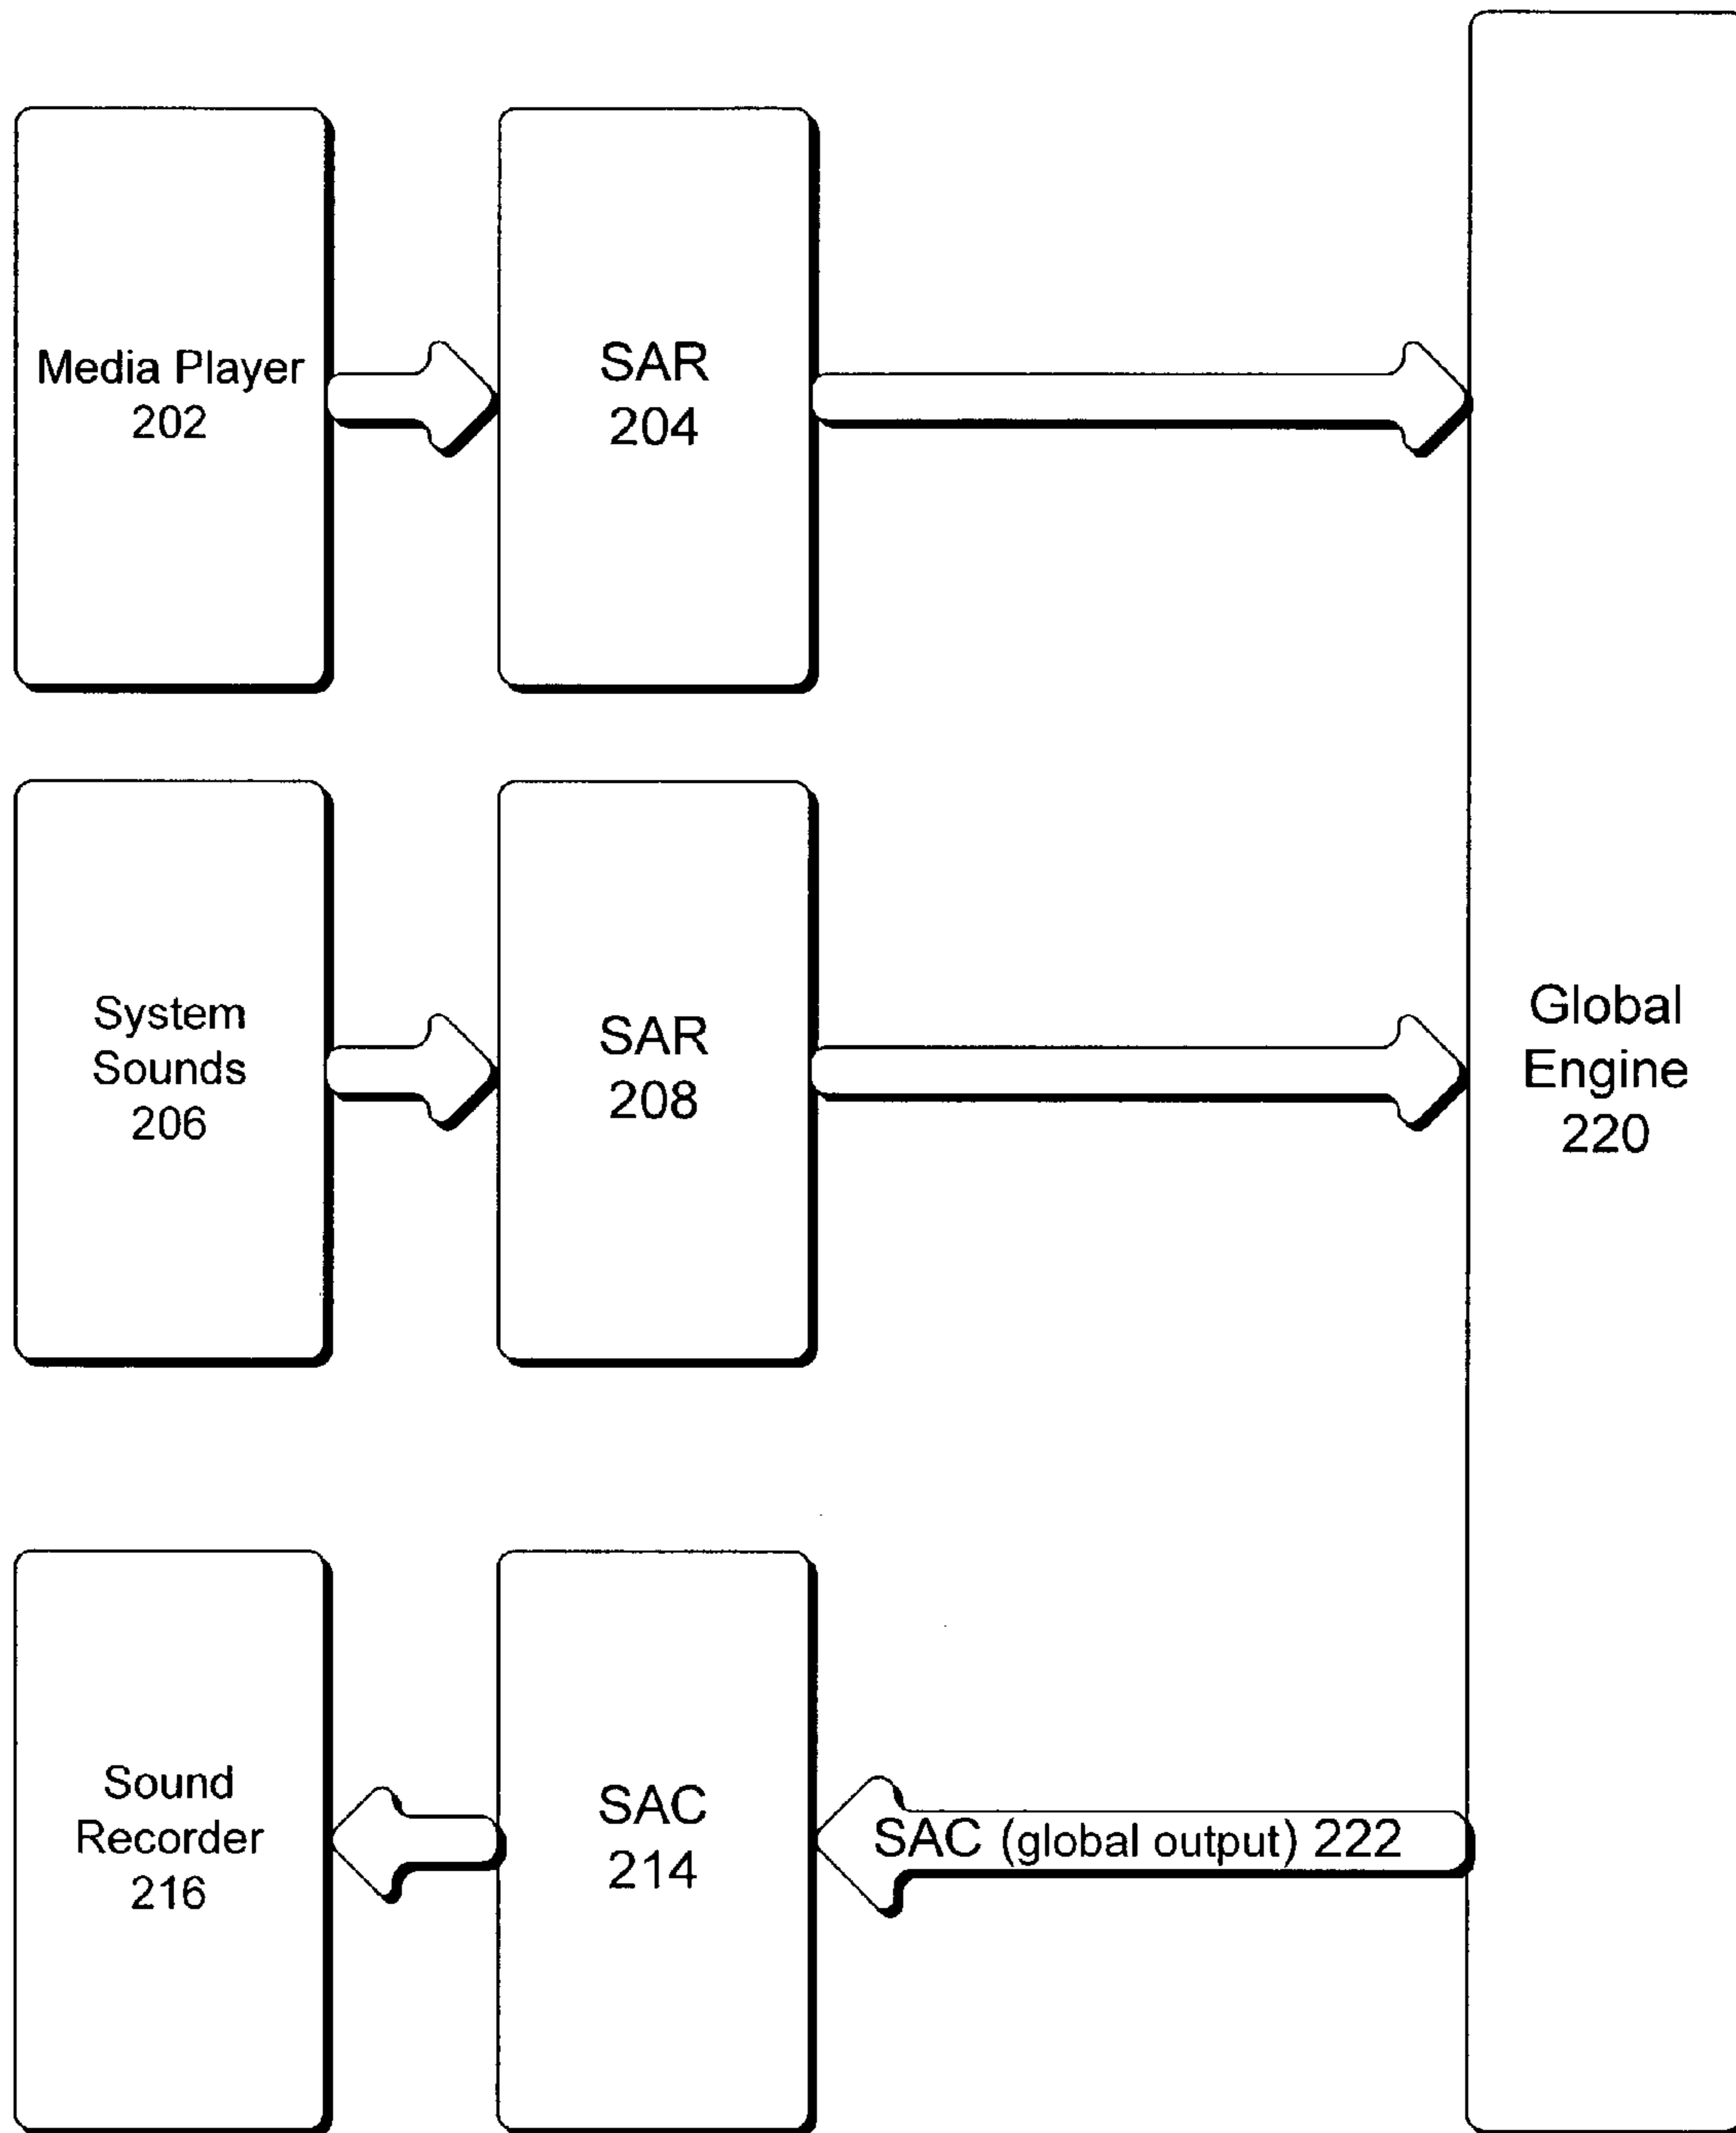 Media Player
202
SAR
204
System
Sounds
206
SAR
208
Global
Engine
220
Sound
Recorder
216
SAC
214
SAC (global output) 222